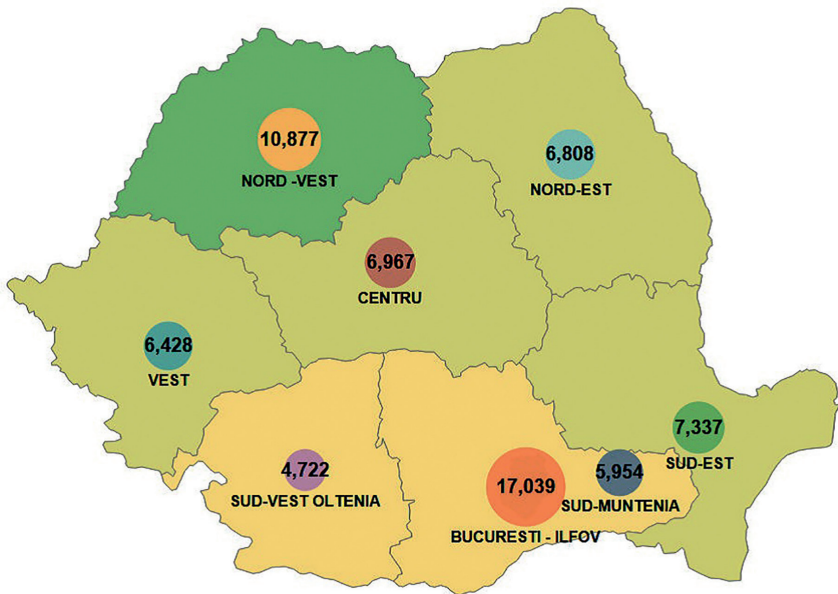 10,877
NORD -VEST
6,808
NORD-EST
6,967
CENTRU
6,428
VEST
7,337
SUD-EST
4,722
SUD-VEST OLTENIA
17,039
BUCURESTI - ILFOV
5,954
SUD-MUNTENIA